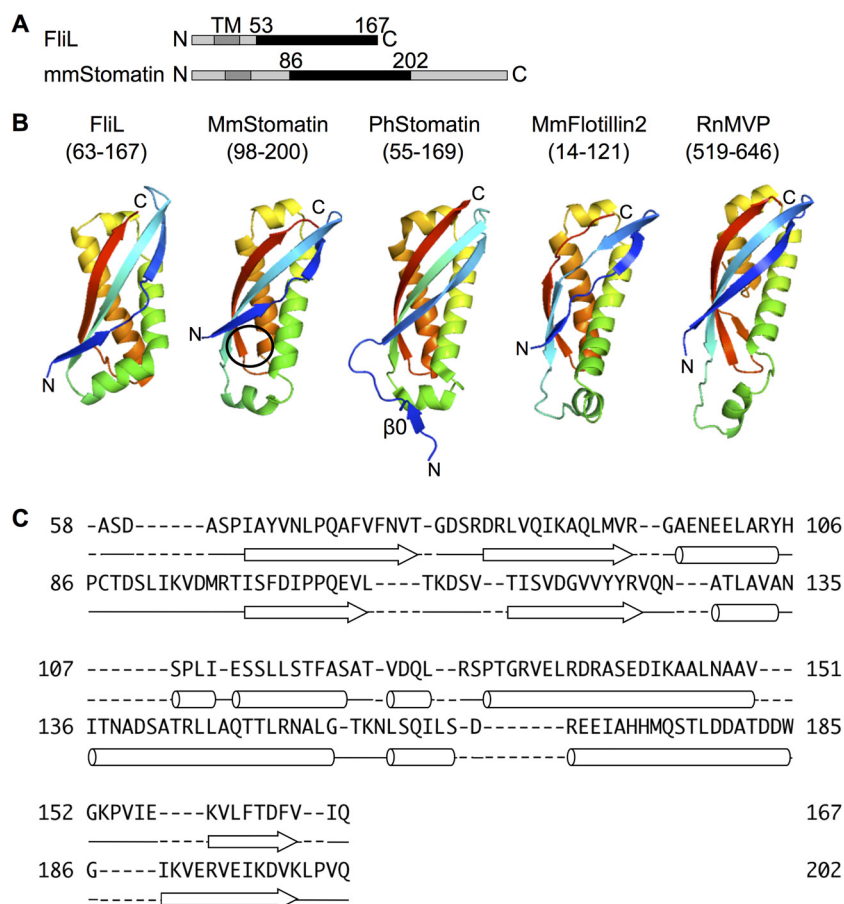 A
TM 53 167
FliL N C
86 202
mmStomatin N C
B
FliL MmStomatin PhStomatin MmFlotillin2 RnMVP
(63-167) (98-200) (55-169) (14-121) (519-646)
C C C C C
N N N N
β0
N
C
58 -ASD------ASPIAYVNLPQAFVFNVT-GDSRDRLVQIKAQLMVR--GAENEELARYH 106
86 PCTDSLIKVDMRTISFDIPPQEVL----TKDSV--TISVDGVVYYRVQN---ATLAVAN 135
107 -------SPLI-ESSLLSTFASAT-VDQL--RSPTGRVELRDRASEDIKAALNAAV--- 151
136 ITNADSATRLLAQTTLRNALG-TKNLSQILS-D-------REEIAHHMQSTLDDATDDW 185
152 GKPVIE----KVLFTDFV--IQ 167
186 G-----IKVERVEIKDVKLPVQ 202